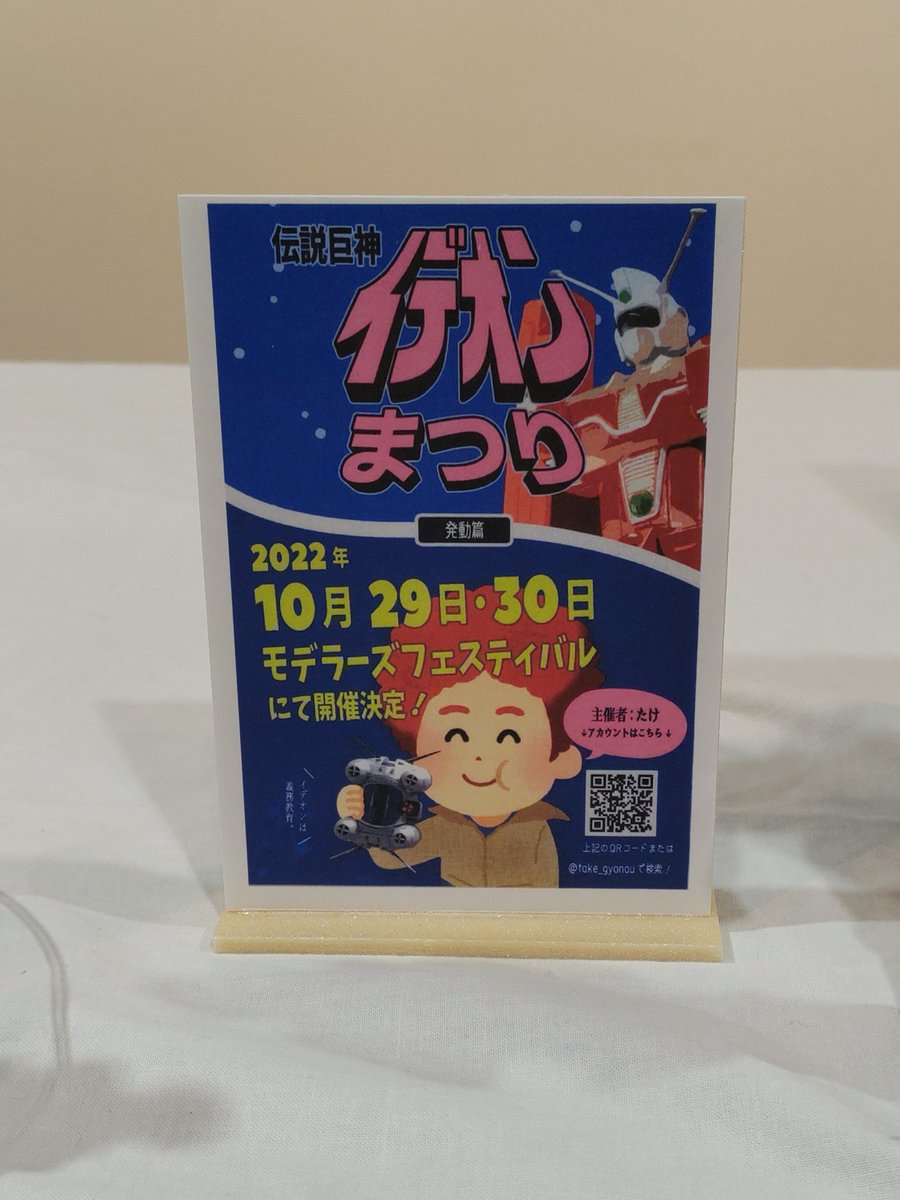 伝説巨神
イデオン
まつり
発動篇
2022年
10月29日・30日
モデラーズフェスティバル
にて開催決定！
主催者：たけ
↓アカウントはこちら↓
＼イデオンは
義務教育。／
上記のQRコードまたは
@take_gyonouで検索！